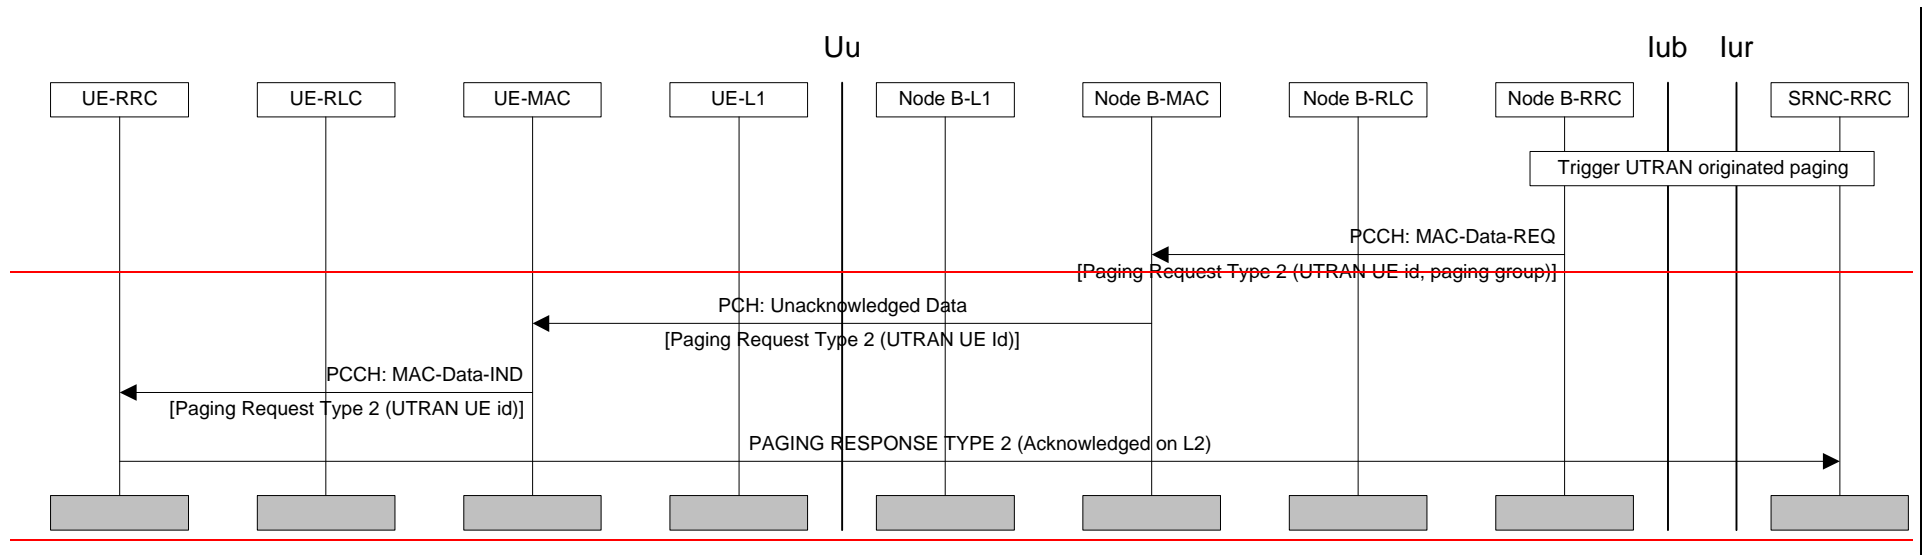 Uu
Iub Iur
UE-RRC UE-RLC UE-MAC UE-L1 Node B-L1 Node B-MAC Node B-RLC Node B-RRC SRNC-RRC
Trigger UTRAN originated paging
PCCH: MAC-Data-REQ
[Paging Request Type 2 (UTRAN UE id, paging group)]
PCH: Unacknowledged Data
[Paging Request Type 2 (UTRAN UE Id)]
PCCH: MAC-Data-IND
[Paging Request Type 2 (UTRAN UE id)]
PAGING RESPONSE TYPE 2 (Acknowledged on L2)